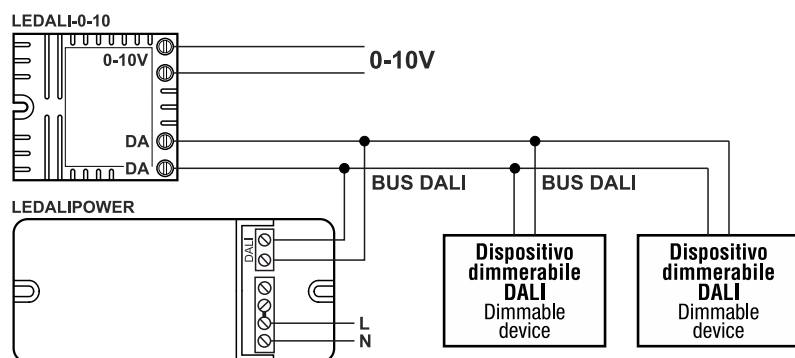 LEDALI-0-10
0-10V
0-10V
DA
DA
BUS DALI
BUS DALI
LEDALIPOWER
DALI
L
N
Dispositivo
dimmerabile
DALI
Dimmable
device
Dispositivo
dimmerabile
DALI
Dimmable
device